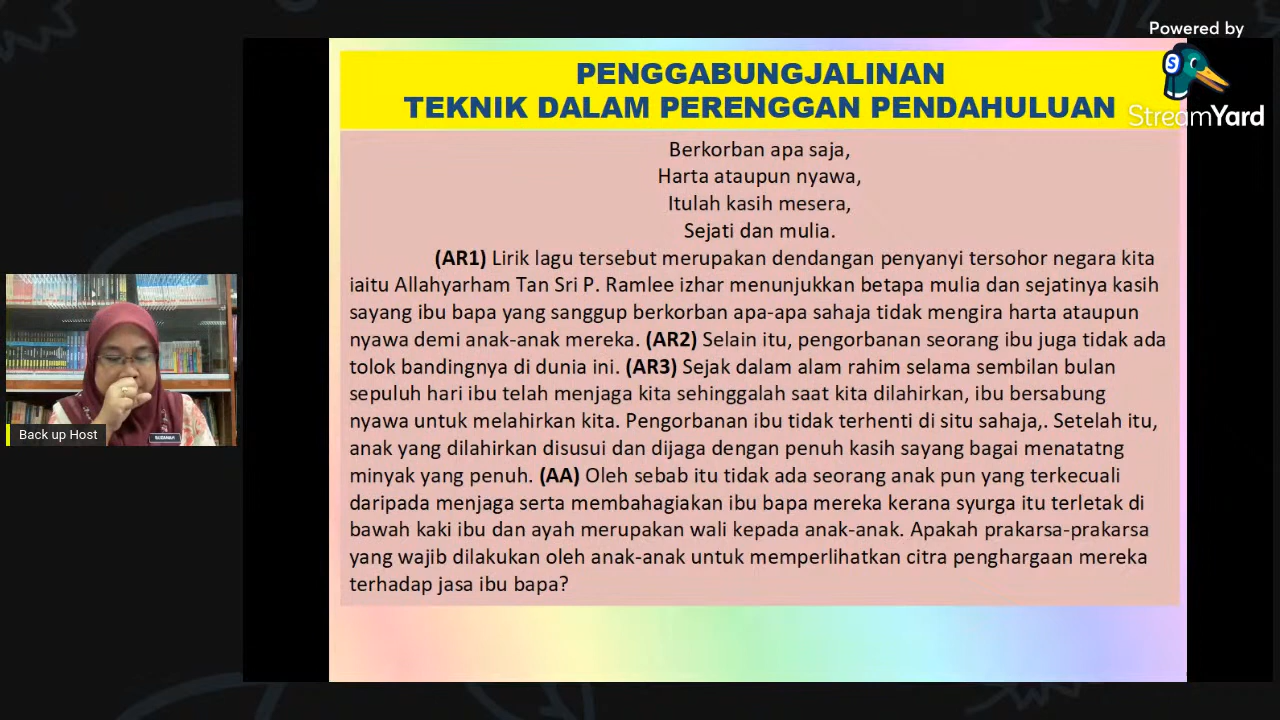 Powered by
StreamYard
PENGGABUNGJALINAN
TEKNIK DALAM PERENGGAN PENDAHULUAN
Berkorban apa saja,
Harta ataupun nyawa,
Itulah kasih mesera,
Sejati dan mulia.
(AR1) Lirik lagu tersebut merupakan dendangan penyanyi tersohor negara kita
iaitu Allahyarham Tan Sri P. Ramlee izhar menunjukkan betapa mulia dan sejatinya kasih
sayang ibu bapa yang sanggup berkorban apa-apa sahaja tidak mengira harta ataupun
nyawa demi anak-anak mereka. (AR2) Selain itu, pengorbanan seorang ibu juga tidak ada
tolok bandingnya di dunia ini. (AR3) Sejak dalam alam rahim selama sembilan bulan
sepuluh hari ibu telah menjaga kita sehinggalah saat kita dilahirkan, ibu bersabung
nyawa untuk melahirkan kita. Pengorbanan ibu tidak terhenti di situ sahaja,. Setelah itu,
anak yang dilahirkan disusui dan dijaga dengan penuh kasih sayang bagai menatatng
minyak yang penuh. (AA) Oleh sebab itu tidak ada seorang anak pun yang terkecuali
daripada menjaga serta membahagiakan ibu bapa mereka kerana syurga itu terletak di
bawah kaki ibu dan ayah merupakan wali kepada anak-anak. Apakah prakarsa-prakarsa
yang wajib dilakukan oleh anak-anak untuk memperlihatkan citra penghargaan mereka
terhadap jasa ibu bapa?
Back up Host